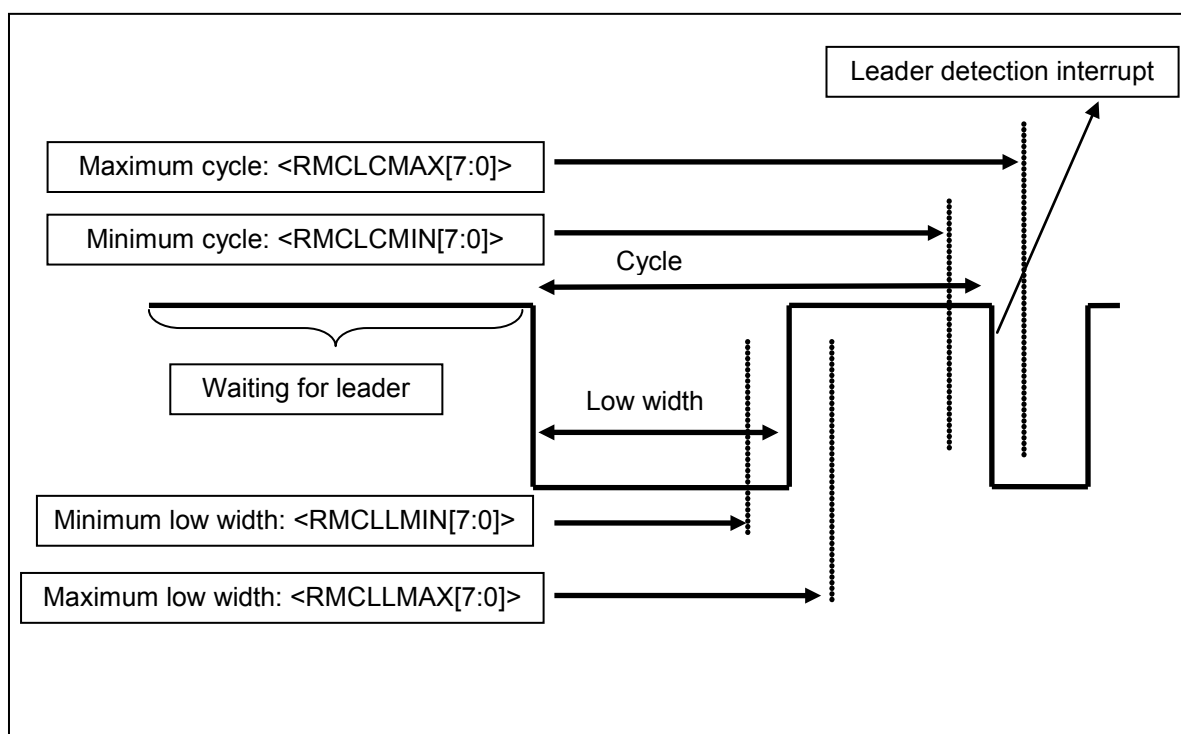 Leader detection interrupt
Maximum cycle: <RMCLCMAX[7:0]>
Minimum cycle: <RMCLCMIN[7:0]>
Cycle
Waiting for leader
Low width
Minimum low width: <RMCLLMIN[7:0]>
Maximum low width: <RMCLLMAX[7:0]>